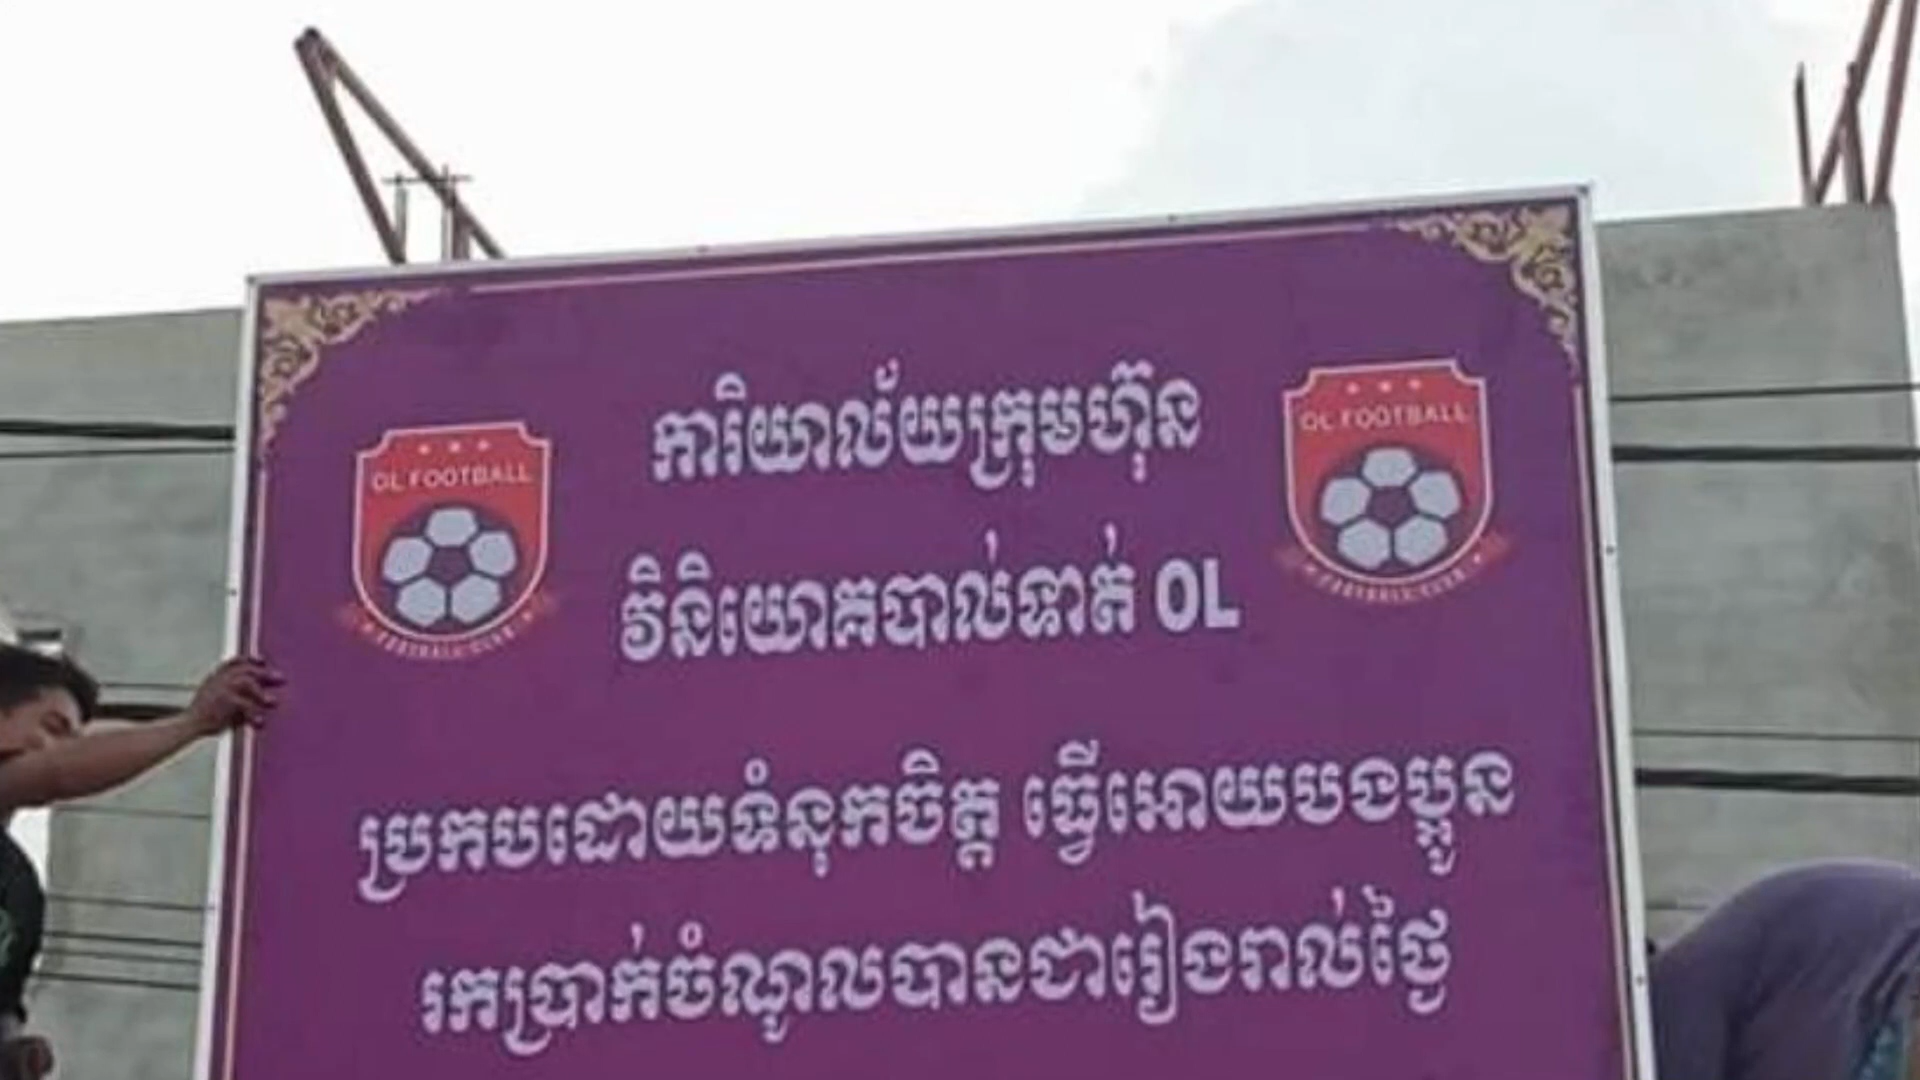 ការិយាល័យក្រុមហ៊ុន
វិនិយោគបាល់ទាត់ OL
OL FOOTBALL
OL FOOTBALL
ប្រកបដោយទំនុកចិត្ត ធ្វើអោយបងប្អូន
រកប្រាក់ចំណូលបានជារៀងរាល់ថ្ងៃ